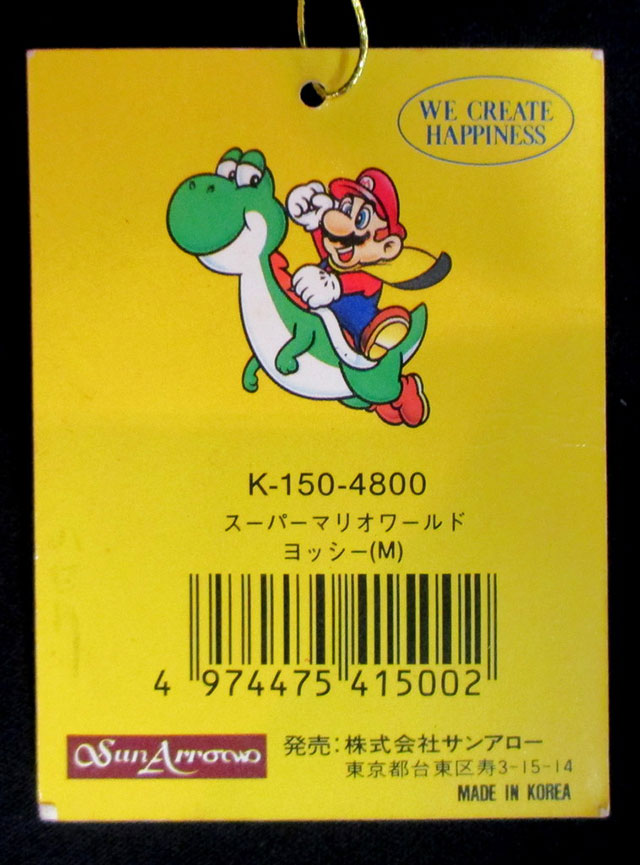 WE CREATE
HAPPINESS
K-150-4800
スーパーマリオワールド
ヨッシー(M)
4 974475 415002
Sun Arrow
発売:株式会社サンアロー
東京都台東区寿3-15-14
MADE IN KOREA